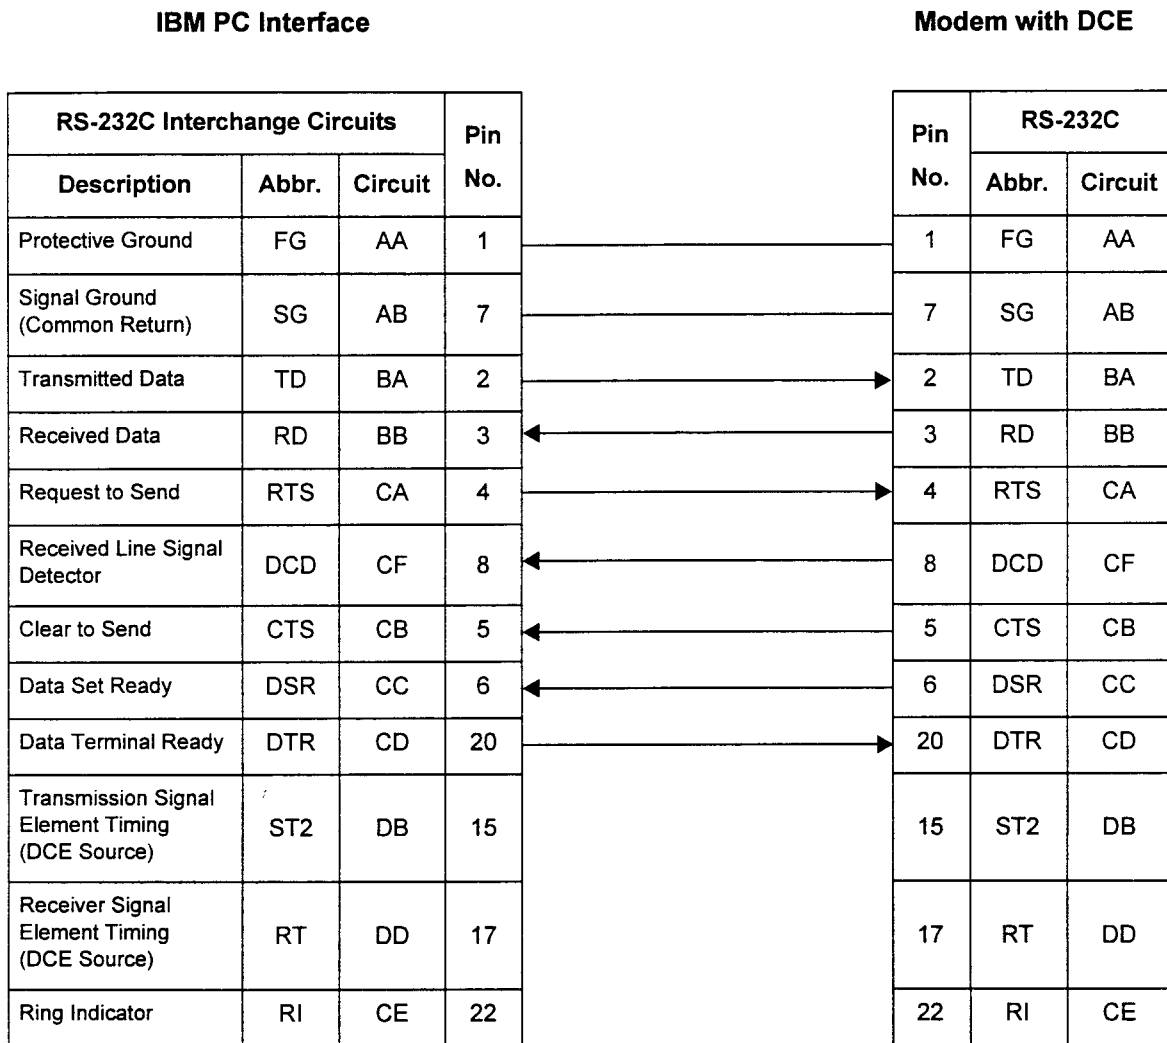 IBM PC Interface Modem with DCE
RS-232C Interchange Circuits Pin No. Pin No. RS-232C
Description Abbr. Circuit Abbr. Circuit
Protective Ground FG AA 1 1 FG AA
Signal Ground
(Common Return) SG AB 7 7 SG AB
Transmitted Data TD BA 2 2 TD BA
Received Data RD BB 3 3 RD BB
Request to Send RTS CA 4 4 RTS CA
Received Line Signal
Detector DCD CF 8 8 DCD CF
Clear to Send CTS CB 5 5 CTS CB
Data Set Ready DSR CC 6 6 DSR CC
Data Terminal Ready DTR CD 20 20 DTR CD
Transmission Signal
Element Timing
(DCE Source) ST2 DB 15 15 ST2 DB
Receiver Signal
Element Timing
(DCE Source) RT DD 17 17 RT DD
Ring Indicator RI CE 22 22 RI CE